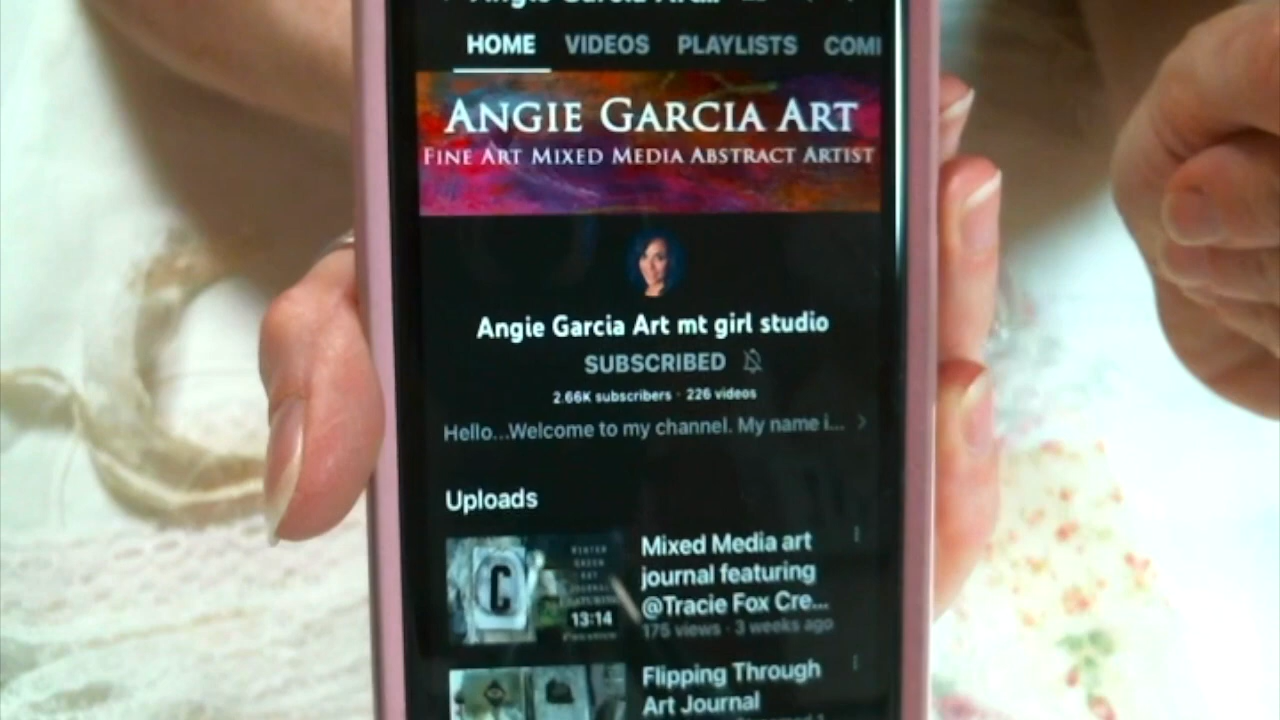 HOME VIDEOS PLAYLISTS COMI
ANGIE GARCIA ART
FINE ART MIXED MEDIA ABSTRACT ARTIST
Angie Garcia Art mt girl studio
SUBSCRIBED
2.66K subscribers · 226 videos
Hello...Welcome to my channel. My name i...
Uploads
C
13:14
Mixed Media art
journal featuring
@Tracie Fox Cre...
175 views · 3 weeks ago
Flipping Through
Art Journal